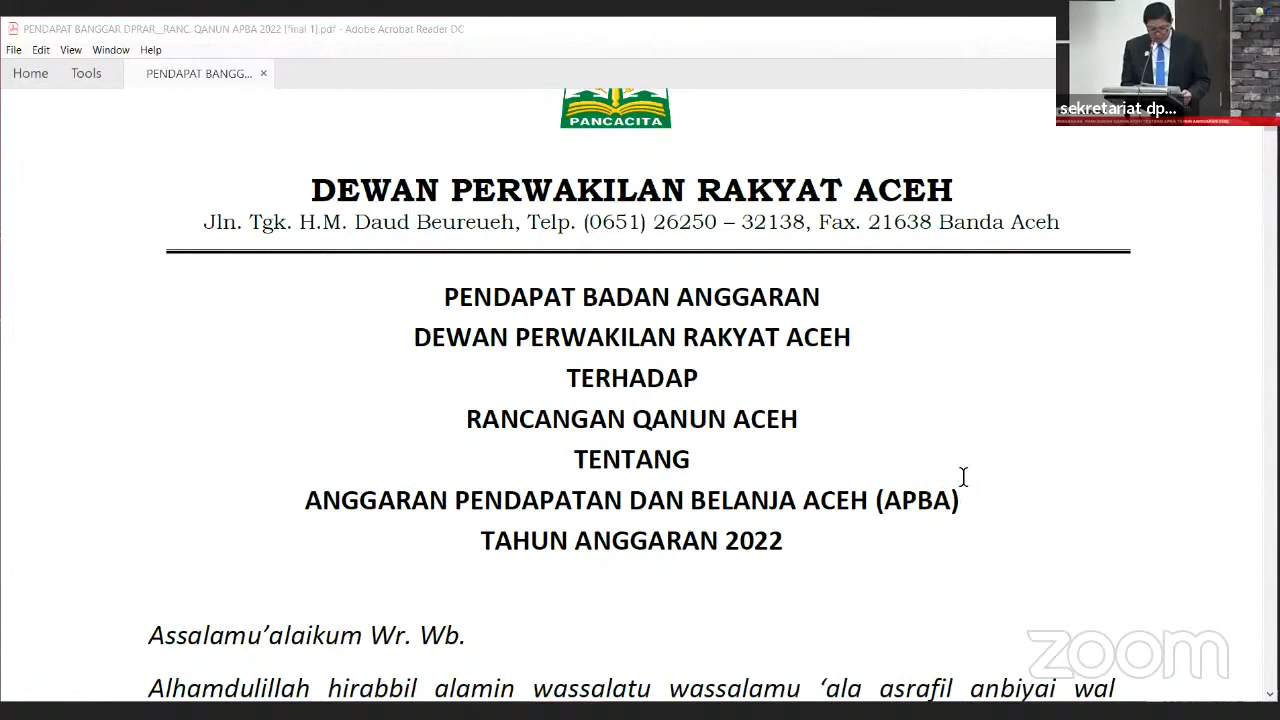 PENDAPAT BANGGAR DPRAR__RANC. QANUN APBA 2022 [final 1].pdf - Adobe Acrobat Reader DC
File Edit View Window Help
Home Tools PENDAPAT BANGG... ×
sekretariat dp...
PANCACITA
DEWAN PERWAKILAN RAKYAT ACEH
Jln. Tgk. H.M. Daud Beureueh, Telp. (0651) 26250 – 32138, Fax. 21638 Banda Aceh
PENDAPAT BADAN ANGGARAN
DEWAN PERWAKILAN RAKYAT ACEH
TERHADAP
RANCANGAN QANUN ACEH
TENTANG
ANGGARAN PENDAPATAN DAN BELANJA ACEH (APBA)
TAHUN ANGGARAN 2022
Assalamu’alaikum Wr. Wb.
Alhamdulillah hirabbil alamin wassalatu wassalamu ‘ala asrafil anbiyai wal
zoom